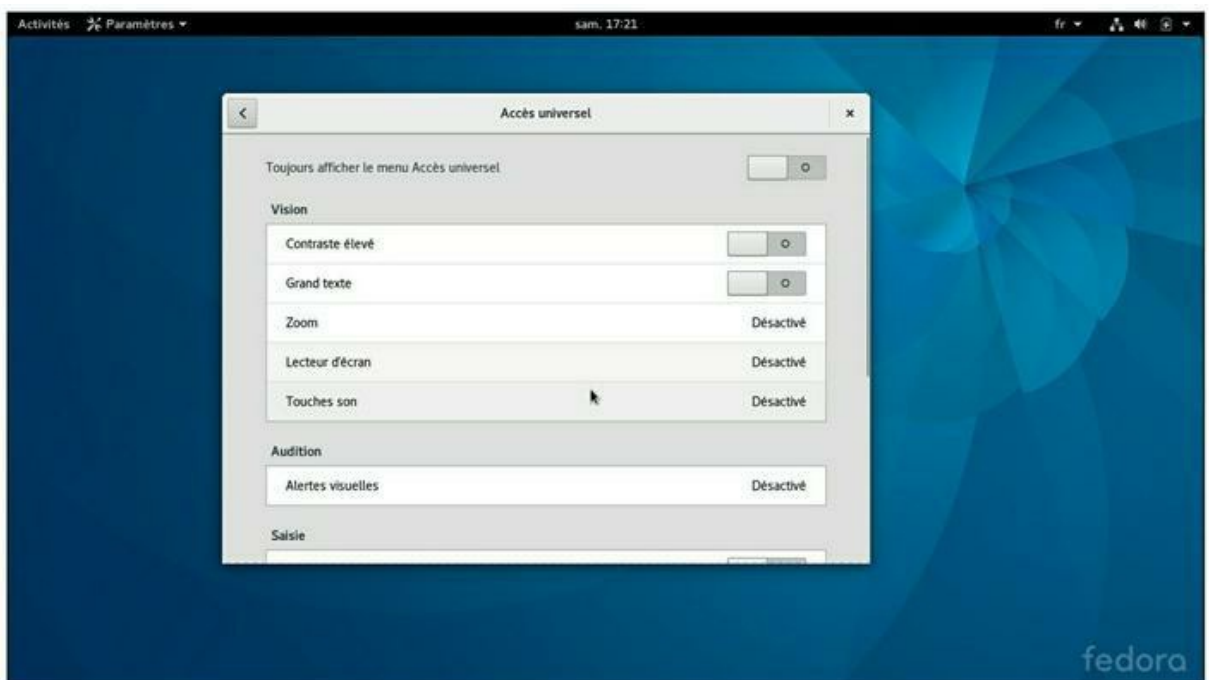 Activités Paramètres sam. 17:21 fr
Accès universel
Toujours afficher le menu Accès universel
Vision
Contraste élevé
Grand texte
Zoom Désactivé
Lecteur d'écran Désactivé
Touches son Désactivé
Audition
Alertes visuelles Désactivé
Saisie
fedora